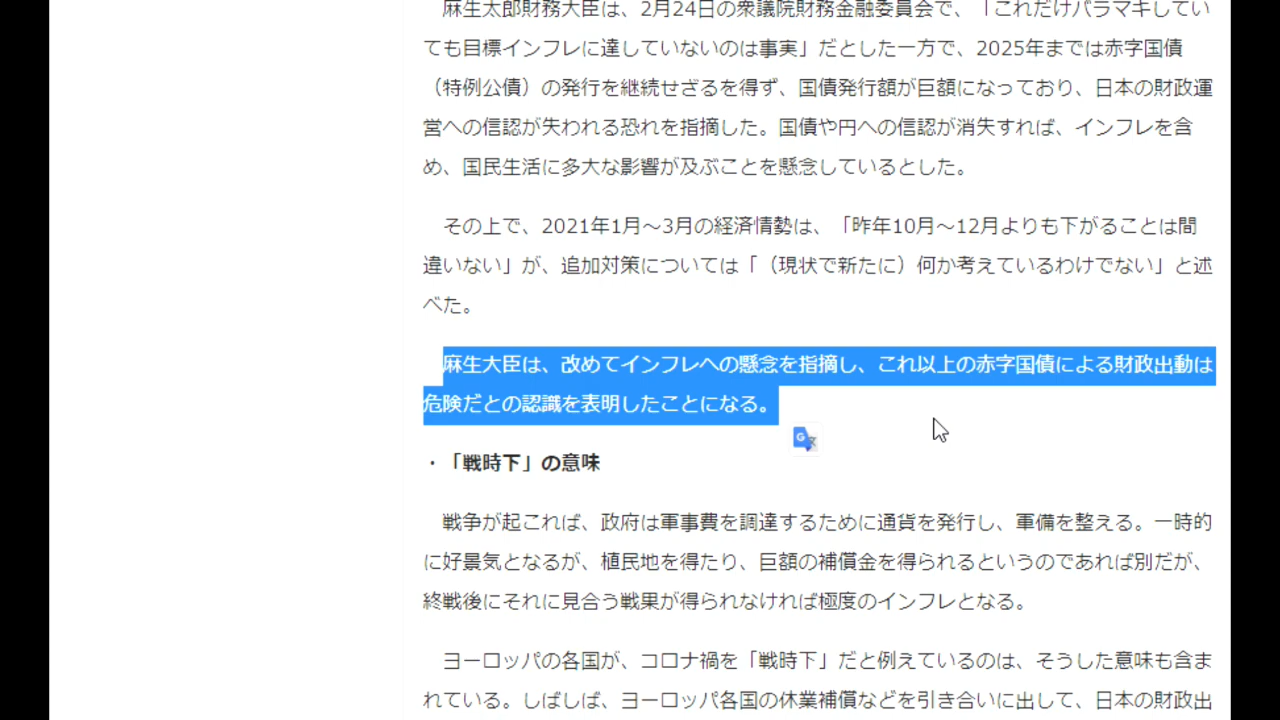 麻生太郎財務大臣は、2月24日の衆議院財務金融委員会で、「これだけバラマキしてい
ても目標インフレに達していないのは事実」だとした一方で、2025年までは赤字国債
（特例公債）の発行を継続せざるを得ず、国債発行額が巨額になっており、日本の財政運
営への信認が失われる恐れを指摘した。国債や円への信認が消失すれば、インフレを含
め、国民生活に多大な影響が及ぶことを懸念しているとした。
その上で、2021年1月～3月の経済情勢は、「昨年10月～12月よりも下がることは間
違いない」が、追加対策については「（現状で新たに）何か考えているわけでない」と述
べた。
麻生大臣は、改めてインフレへの懸念を指摘し、これ以上の赤字国債による財政出動は
危険だとの認識を表明したことになる。
・「戦時下」の意味
戦争が起これば、政府は軍事費を調達するために通貨を発行し、軍備を整える。一時的
に好景気となるが、植民地を得たり、巨額の補償金を得られるというのであれば別だが、
終戦後にそれに見合う戦果が得られなければ極度のインフレとなる。
ヨーロッパの各国が、コロナ禍を「戦時下」だと例えているのは、そうした意味も含ま
れている。しばしば、ヨーロッパ各国の休業補償などを引き合いに出して、日本の財政出